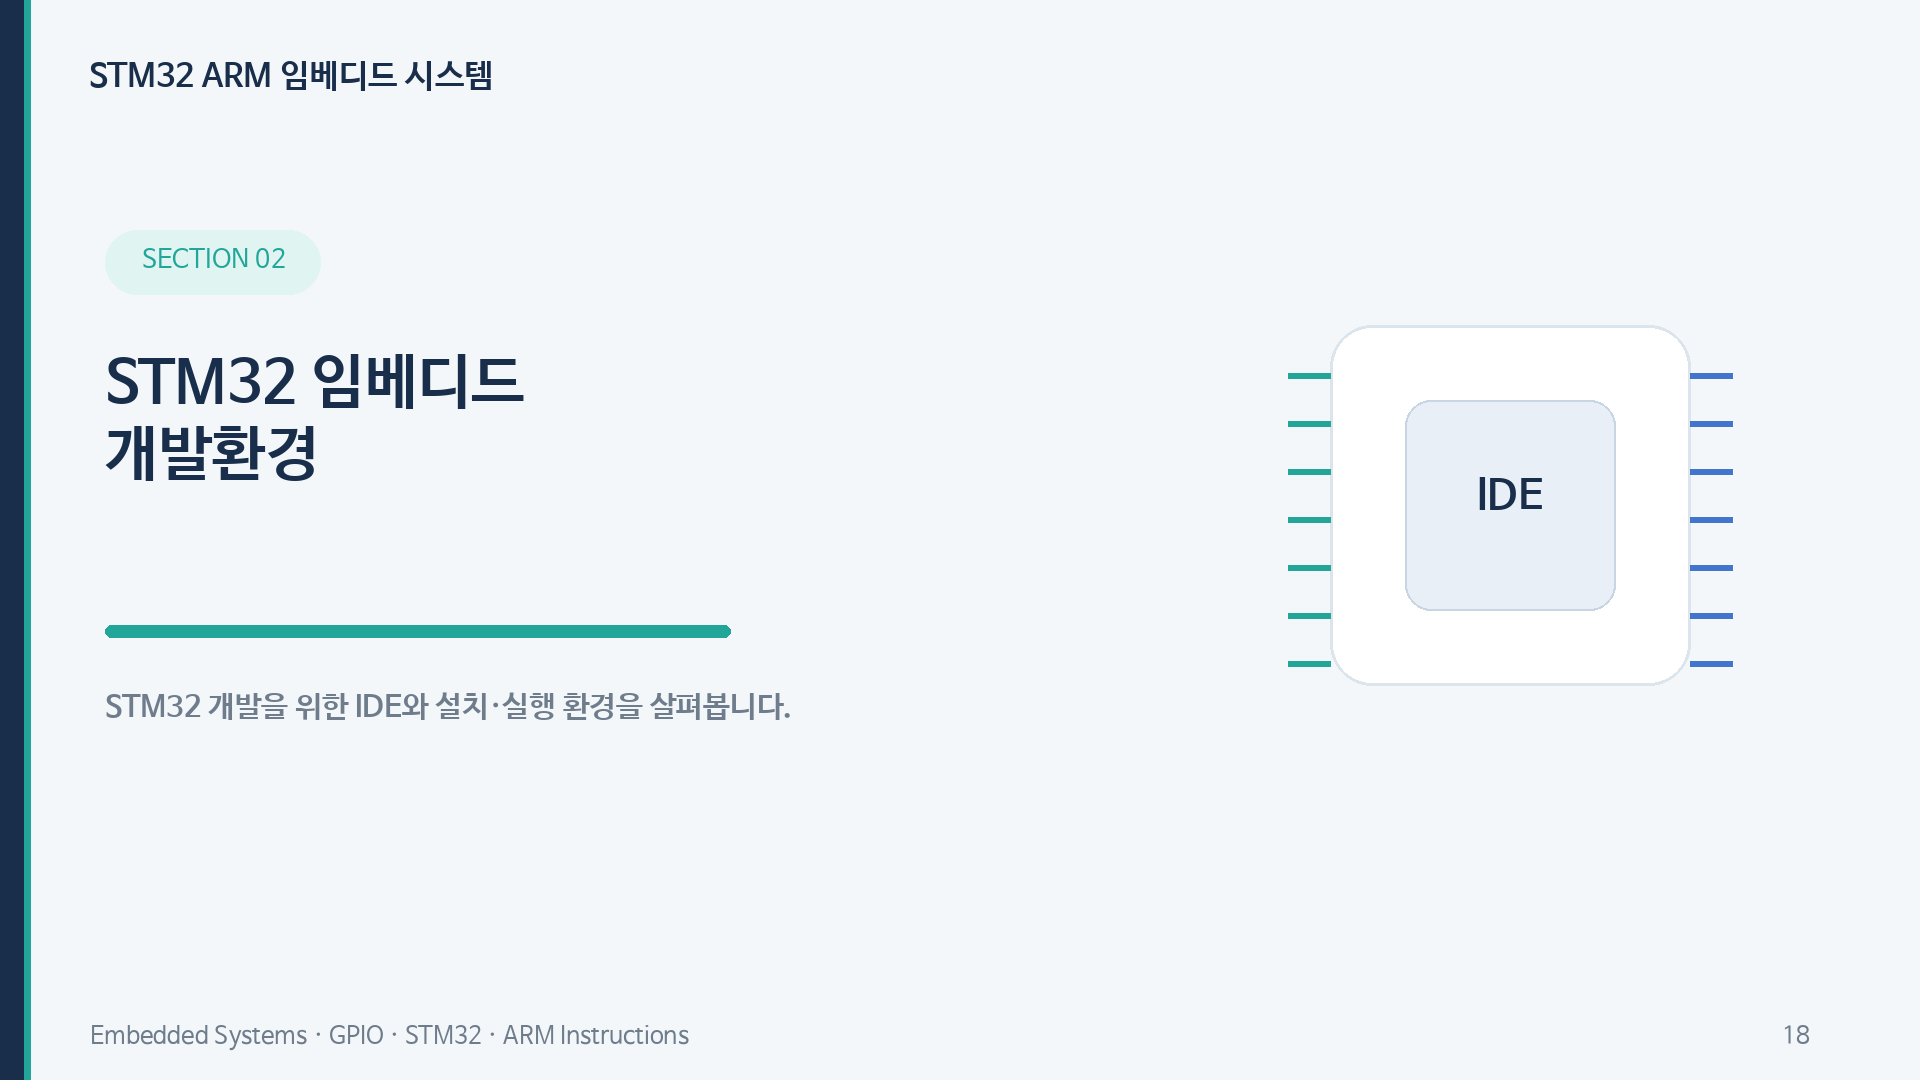 STM32 ARM 임베디드 시스템
SECTION 02
STM32 임베디드
개발환경
STM32 개발을 위한 IDE와 설치·실행 환경을 살펴봅니다.
IDE
Embedded Systems · GPIO · STM32 · ARM Instructions
18